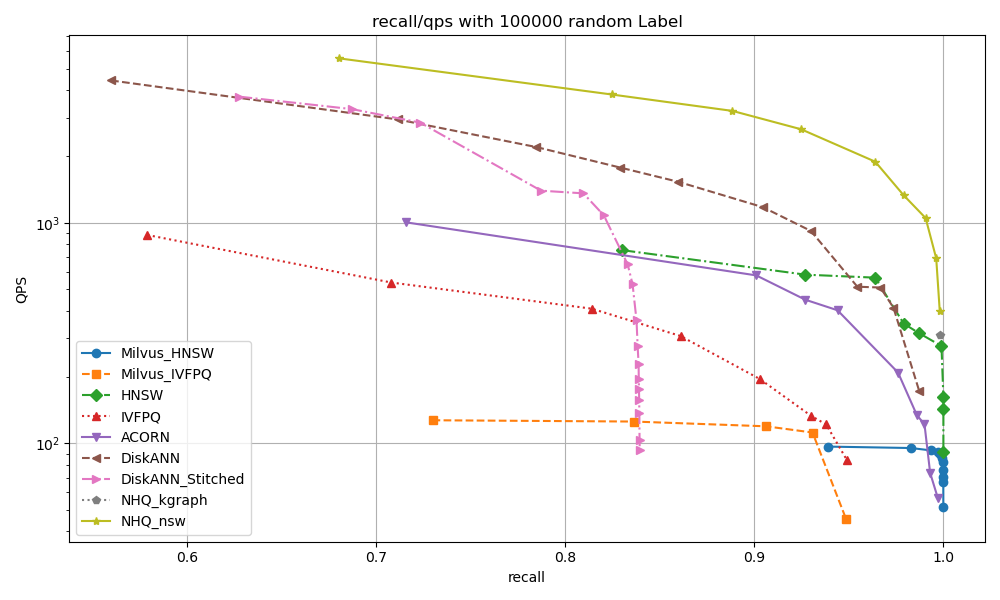 recall/qps with 100000 random Label
QPS
10³
10²
Milvus_HNSW
Milvus_IVFPQ
HNSW
IVFPQ
ACORN
DiskANN
DiskANN_Stitched
NHQ_kgraph
NHQ_nsw
0.6 0.7 0.8 0.9 1.0
recall